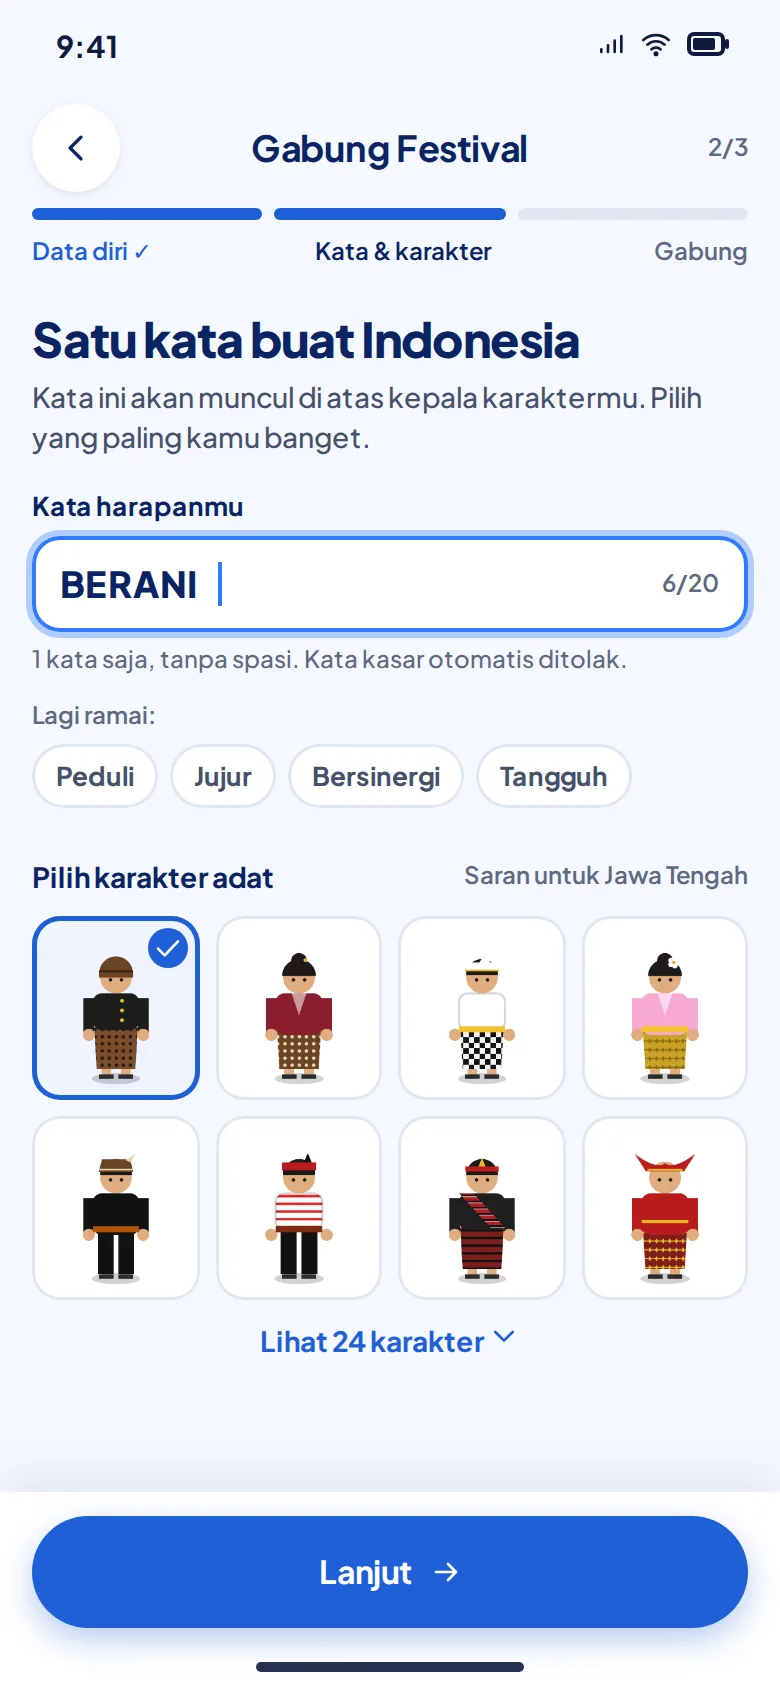 9:41
Gabung Festival
2/3
Data diri ✓
Kata & karakter
Gabung
Satu kata buat Indonesia
Kata ini akan muncul di atas kepala karaktermu. Pilih
yang paling kamu banget.
Kata harapanmu
BERANI
6/20
1 kata saja, tanpa spasi. Kata kasar otomatis ditolak.
Lagi ramai:
Peduli
Jujur
Bersinergi
Tangguh
Pilih karakter adat
Saran untuk Jawa Tengah
Lihat 24 karakter
Lanjut →